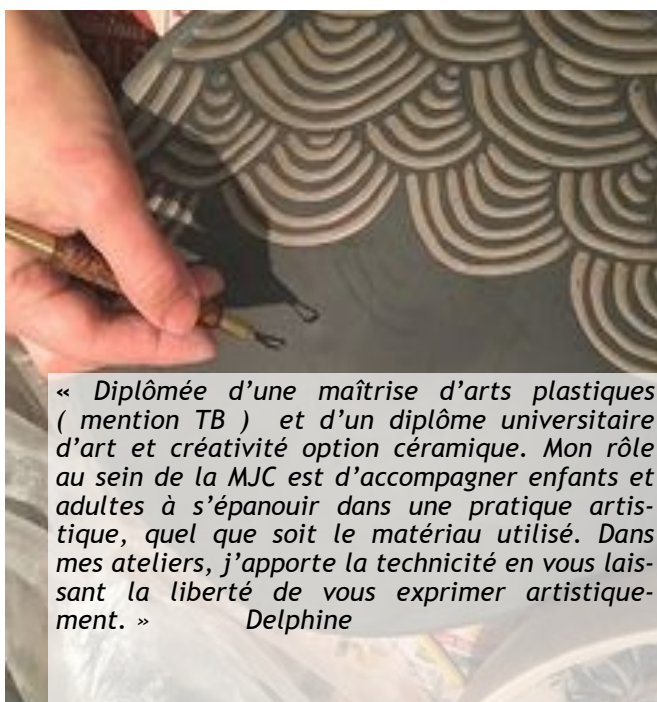 « Diplômée d'une maîtrise d'arts plastiques
( mention TB ) et d'un diplôme universitaire
d'art et créativité option céramique. Mon rôle
au sein de la MJC est d'accompagner enfants et
adultes à s'épanouir dans une pratique artis-
tique, quel que soit le matériau utilisé. Dans
mes ateliers, j'apporte la technicité en vous lais-
sant la liberté de vous exprimer artistique-
ment. » Delphine